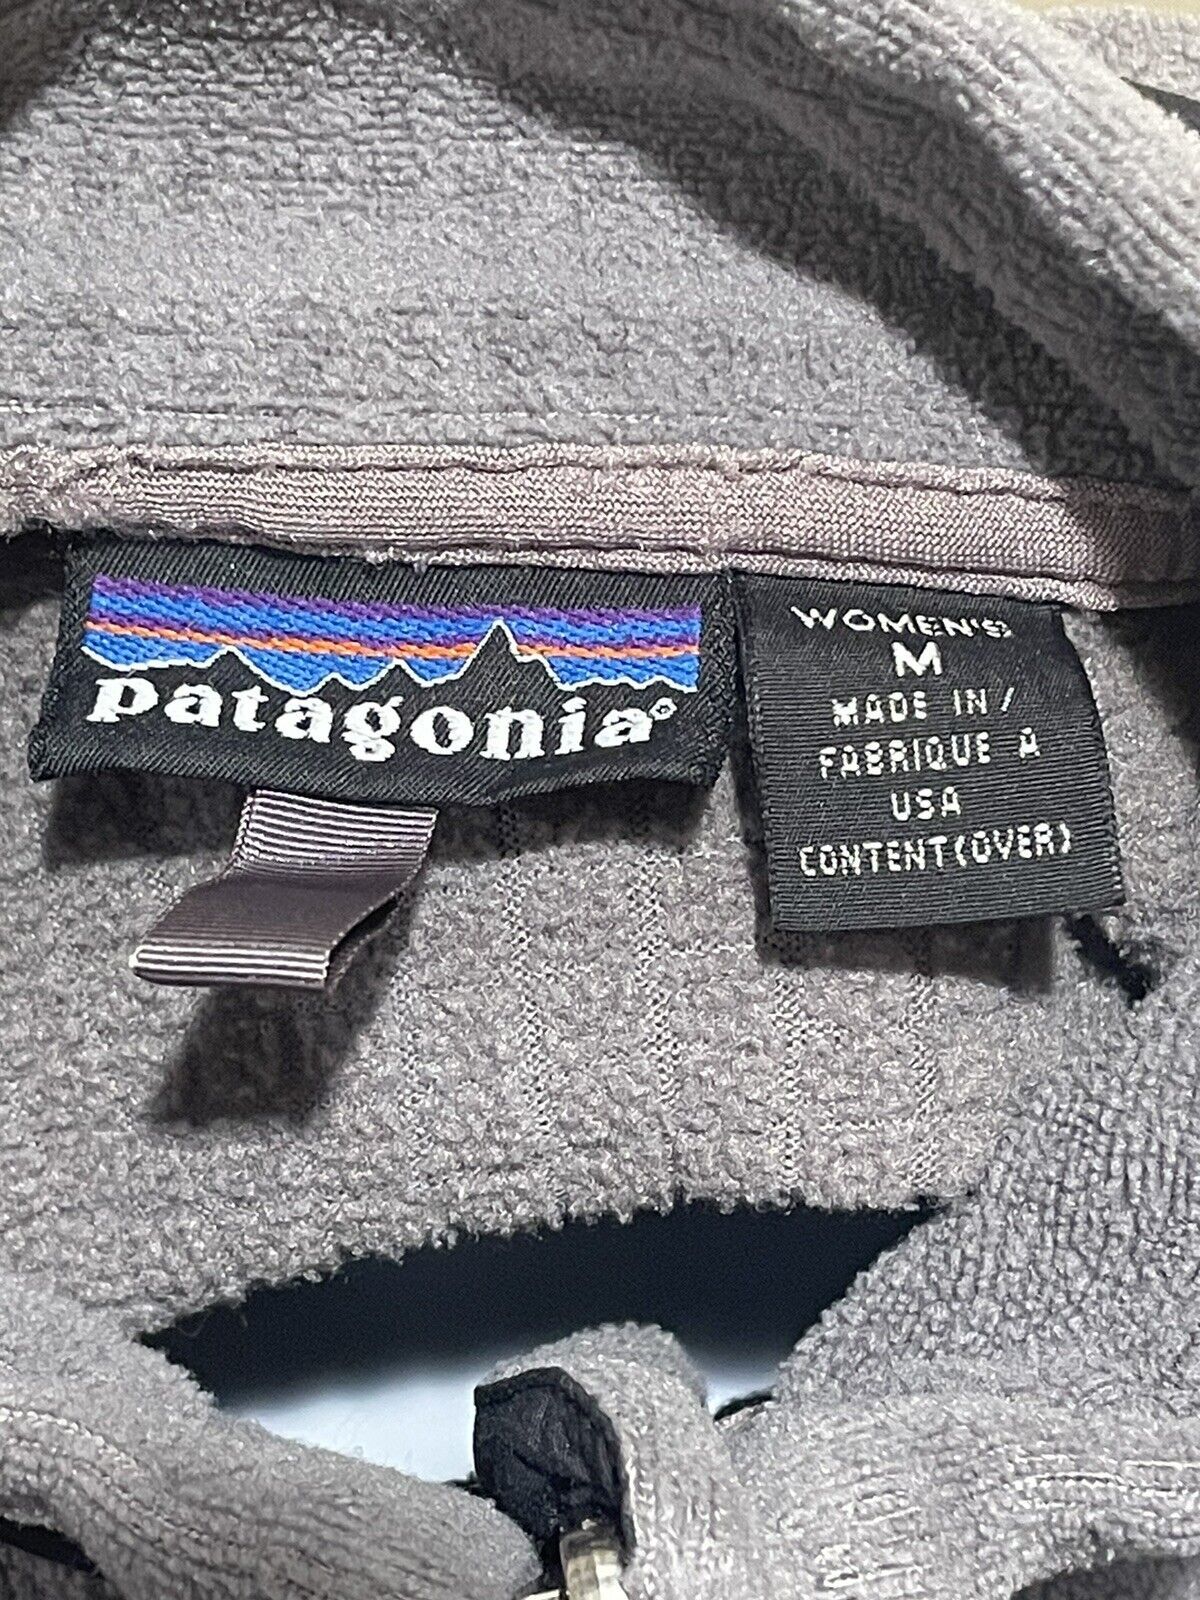 patagonia®
WOMEN'S
M
MADE IN/
FABRIQUE A
USA
CONTENT(OVER)